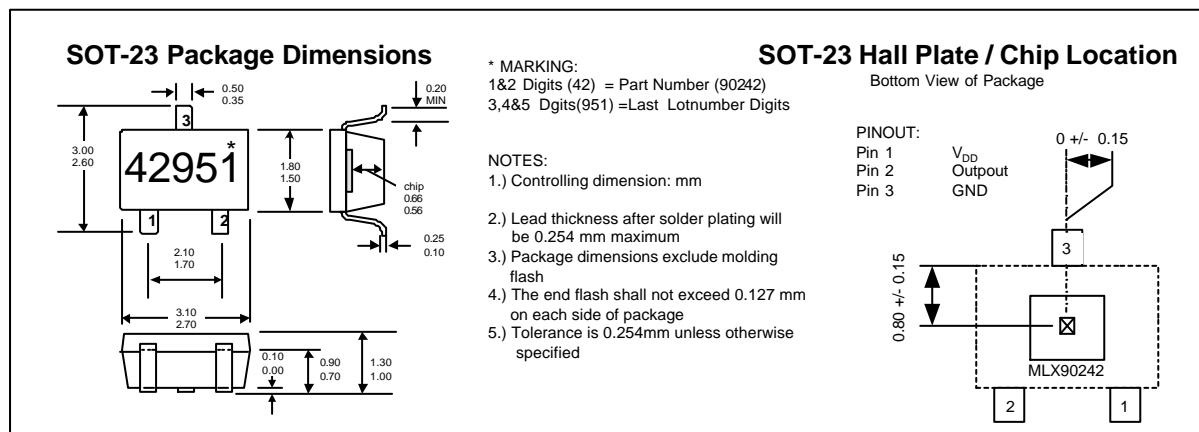 SOT-23 Package Dimensions
0.50
0.35
3
3.00
2.60
42951*
1
2
2.10
1.70
3.10
2.70
1.80
1.50
0.20
MIN
chip
0.66
0.56
0.25
0.10
0.10
0.00
0.90
0.70
1.30
1.00
* MARKING:
1&2 Digits (42) = Part Number (90242)
3,4&5 Dgits(951) =Last Lotnumber Digits
NOTES:
1.) Controlling dimension: mm
2.) Lead thickness after solder plating will
be 0.254 mm maximum
3.) Package dimensions exclude molding
flash
4.) The end flash shall not exceed 0.127 mm
on each side of package
5.) Tolerance is 0.254mm unless otherwise
specified
SOT-23 Hall Plate / Chip Location
Bottom View of Package
PINOUT:
Pin 1 VDD
Pin 2 Outpout
Pin 3 GND
0 +/- 0.15
3
0.80 +/- 0.15
MLX90242
2
1